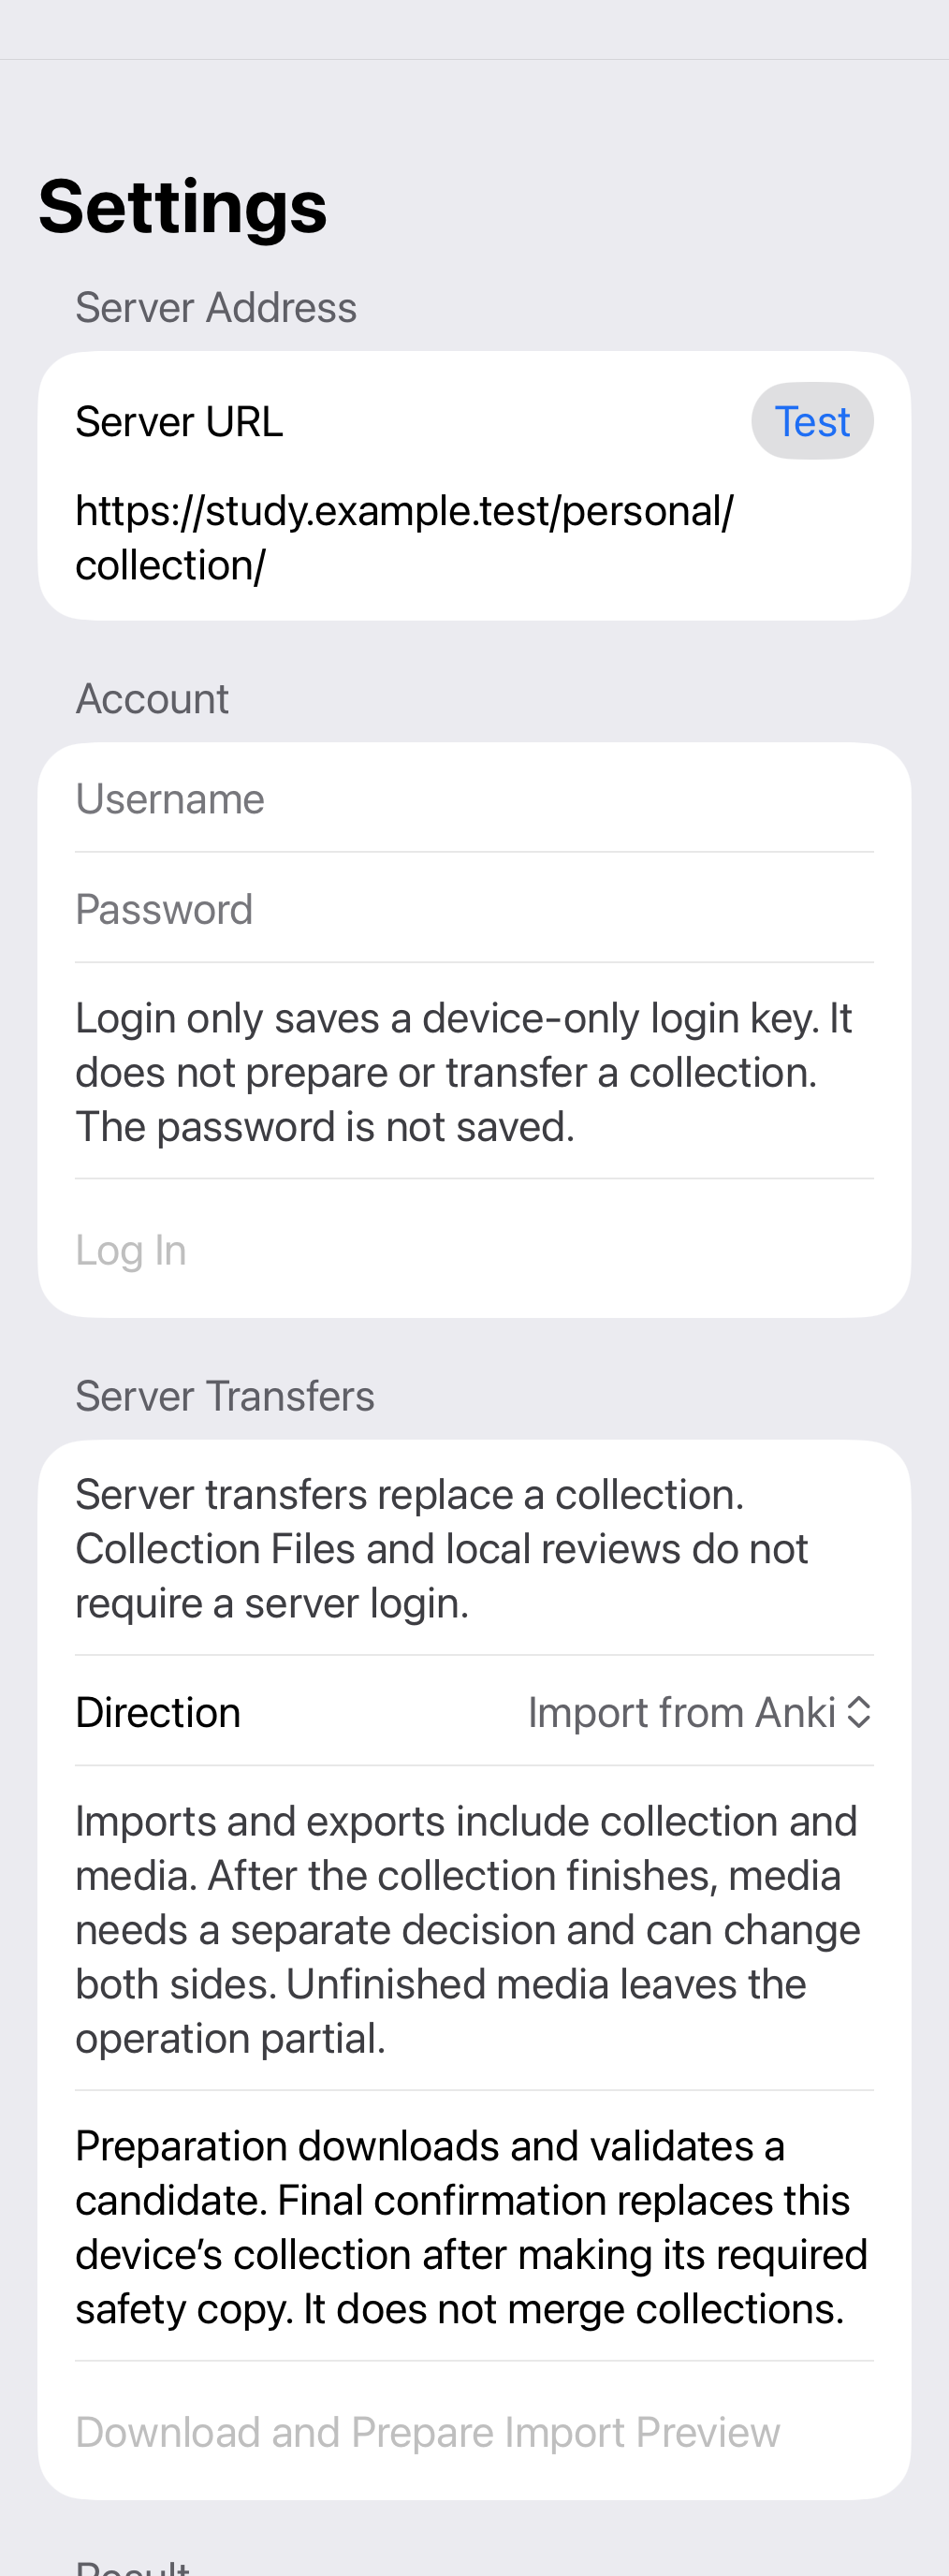 Settings
Server Address
Server URL
Test
https://study.example.test/personal/
collection/
Account
Username
Password
Login only saves a device-only login key. It
does not prepare or transfer a collection.
The password is not saved.
Log In
Server Transfers
Server transfers replace a collection.
Collection Files and local reviews do not
require a server login.
Direction
Import from Anki
Imports and exports include collection and
media. After the collection finishes, media
needs a separate decision and can change
both sides. Unfinished media leaves the
operation partial.
Preparation downloads and validates a
candidate. Final confirmation replaces this
device’s collection after making its required
safety copy. It does not merge collections.
Download and Prepare Import Preview
Result